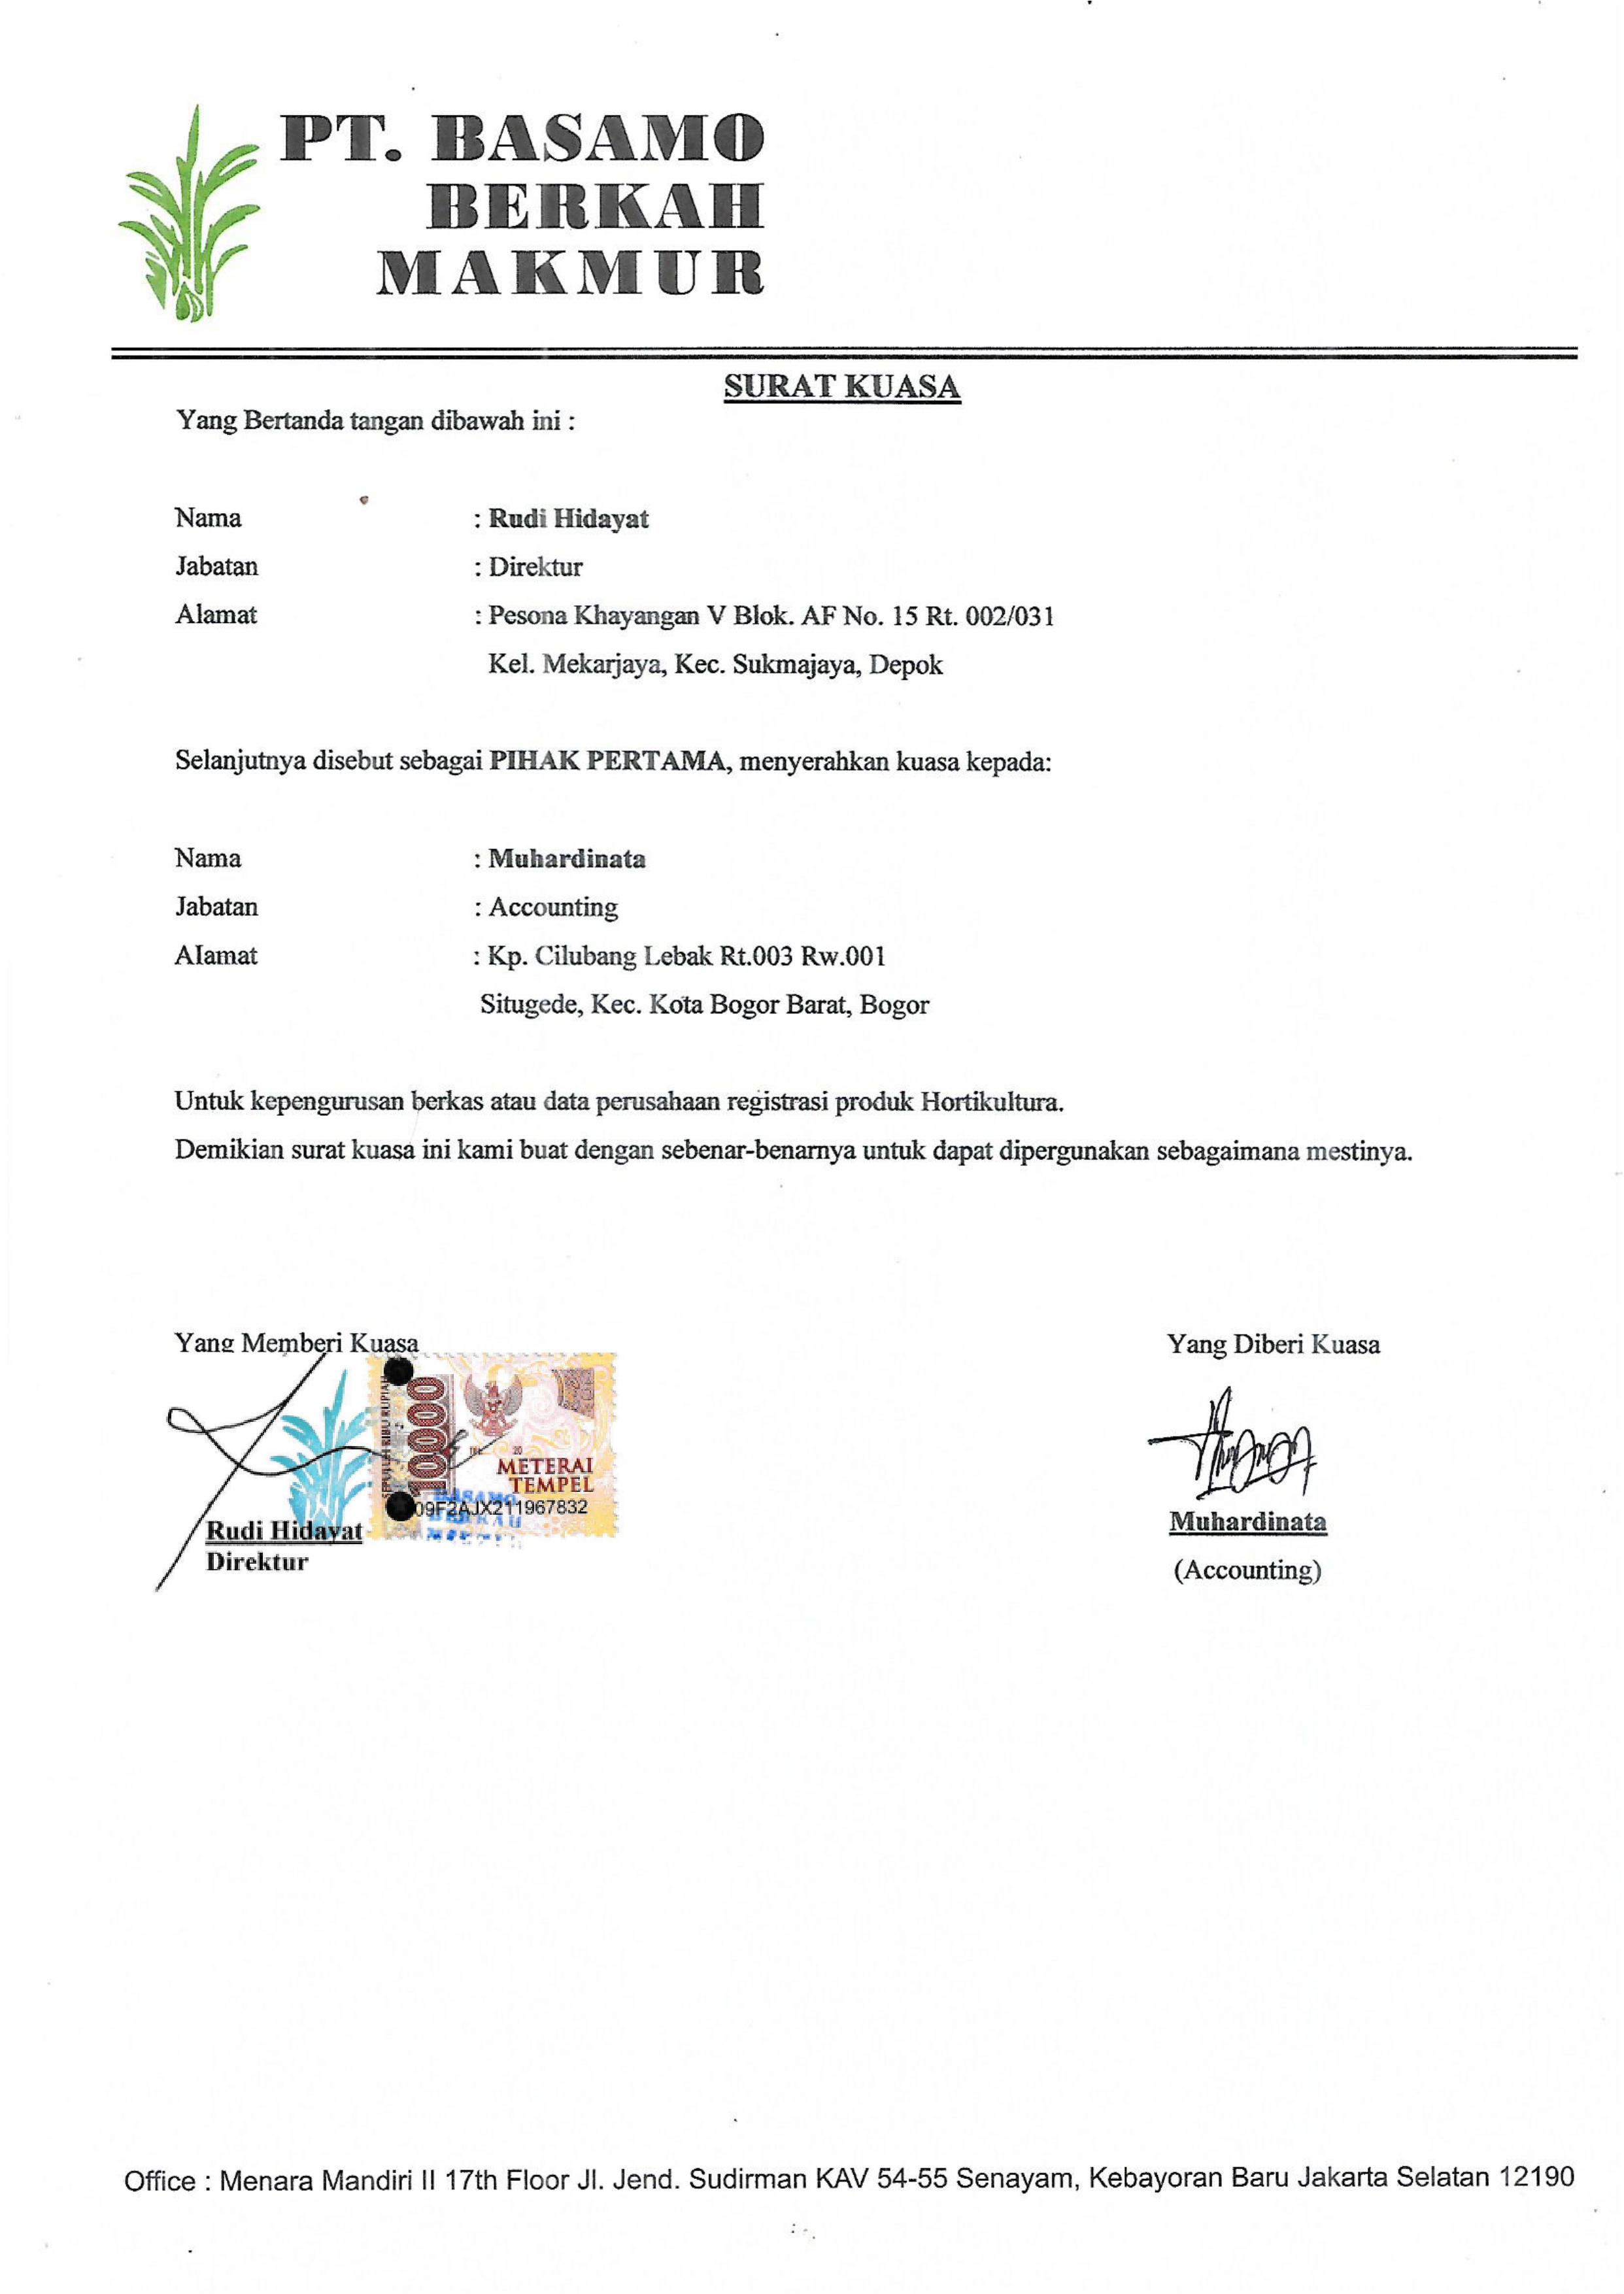 PT. BASAMO
BERKAH
MAKMUR
SURAT KUASA
Yang Bertanda tangan dibawah ini :
Nama : Rudi Hidayat
Jabatan : Direktur
Alamat : Pesona Khayangan V Blok. AF No. 15 Rt. 002/031
Kel. Mekarjaya, Kec. Sukmajaya, Depok
Selanjutnya disebut sebagai PIHAK PERTAMA, menyerahkan kuasa kepada:
Nama : Muhardinata
Jabatan : Accounting
Alamat : Kp. Cilubang Lebak Rt.003 Rw.001
Situgede, Kec. Kota Bogor Barat, Bogor
Untuk kepengurusan berkas atau data perusahaan registrasi produk Hortikultura.
Demikian surat kuasa ini kami buat dengan sebenar-benarnya untuk dapat dipergunakan sebagaimana mestinya.
Yang Memberi Kuasa
Yang Diberi Kuasa
SEPULUH RIBU RUPIAH
10000
20
METERAI
TEMPEL
BASAMO
09F2AJX211967832
BERKAH
Rudi Hidayat
Direktur
Muhardinata
(Accounting)
Office : Menara Mandiri II 17th Floor Jl. Jend. Sudirman KAV 54-55 Senayam, Kebayoran Baru Jakarta Selatan 12190